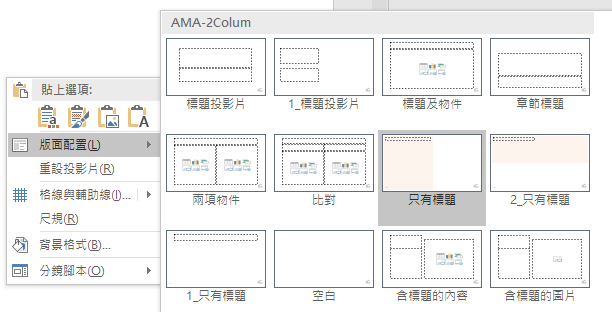 AMA-2Colum
標題投影片
1_標題投影片
標題及物件
章節標題
兩項物件
比對
只有標題
2_只有標題
1_只有標題
空白
含標題的內容
含標題的圖片
貼上選項:
版面配置(L)
重設投影片(R)
格線與輔助線(I)...
尺規(R)
背景格式(B)...
分鏡腳本(O)